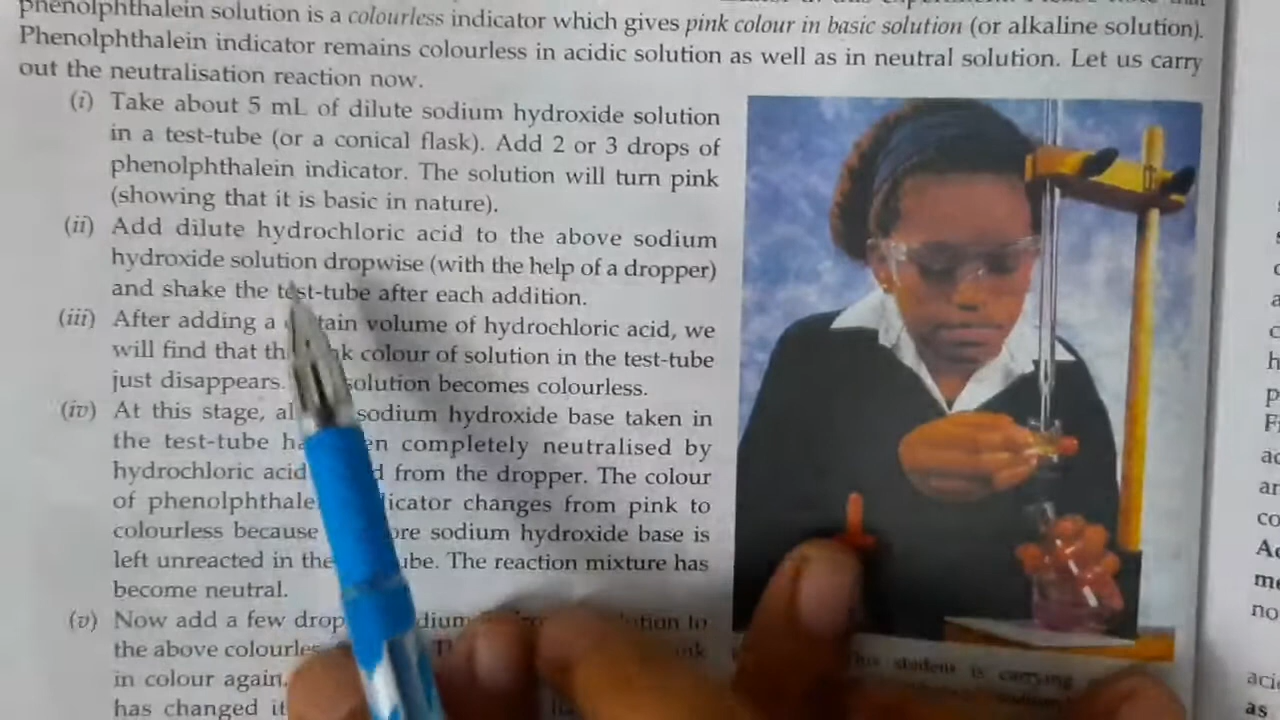 phenolphthalein solution is a colourless indicator which gives pink colour in basic solution (or alkaline solution).
Phenolphthalein indicator remains colourless in acidic solution as well as in neutral solution. Let us carry
out the neutralisation reaction now.
(i) Take about 5 mL of dilute sodium hydroxide solution
in a test-tube (or a conical flask). Add 2 or 3 drops of
phenolphthalein indicator. The solution will turn pink
(showing that it is basic in nature).
(ii) Add dilute hydrochloric acid to the above sodium
hydroxide solution dropwise (with the help of a dropper)
and shake the test-tube after each addition.
(iii) After adding a tain volume of hydrochloric acid, we
will find that th k colour of solution in the test-tube
just disappears. solution becomes colourless.
(iv) At this stage, al sodium hydroxide base taken in
the test-tube ha en completely neutralised by
hydrochloric acid d from the dropper. The colour
of phenolphthale icator changes from pink to
colourless because ore sodium hydroxide base is
left unreacted in the ube. The reaction mixture has
become neutral.
(v) Now add a few drop dium ution to
the above colourles
in colour again.
has changed it
This student is carrying